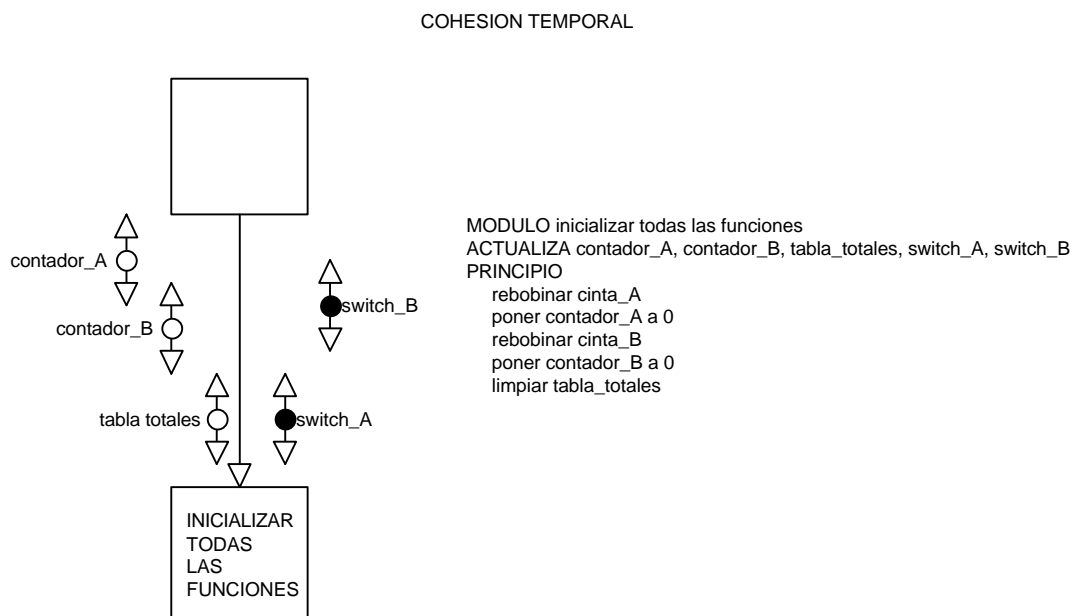 COHESION TEMPORAL
contador_A
contador_B
switch_B
tabla totales
switch_A
INICIALIZAR
TODAS
LAS
FUNCIONES
MODULO inicializar todas las funciones
ACTUALIZA contador_A, contador_B, tabla_totales, switch_A, switch_B
PRINCIPIO
rebobinar cinta_A
poner contador_A a 0
rebobinar cinta_B
poner contador_B a 0
limpiar tabla_totales